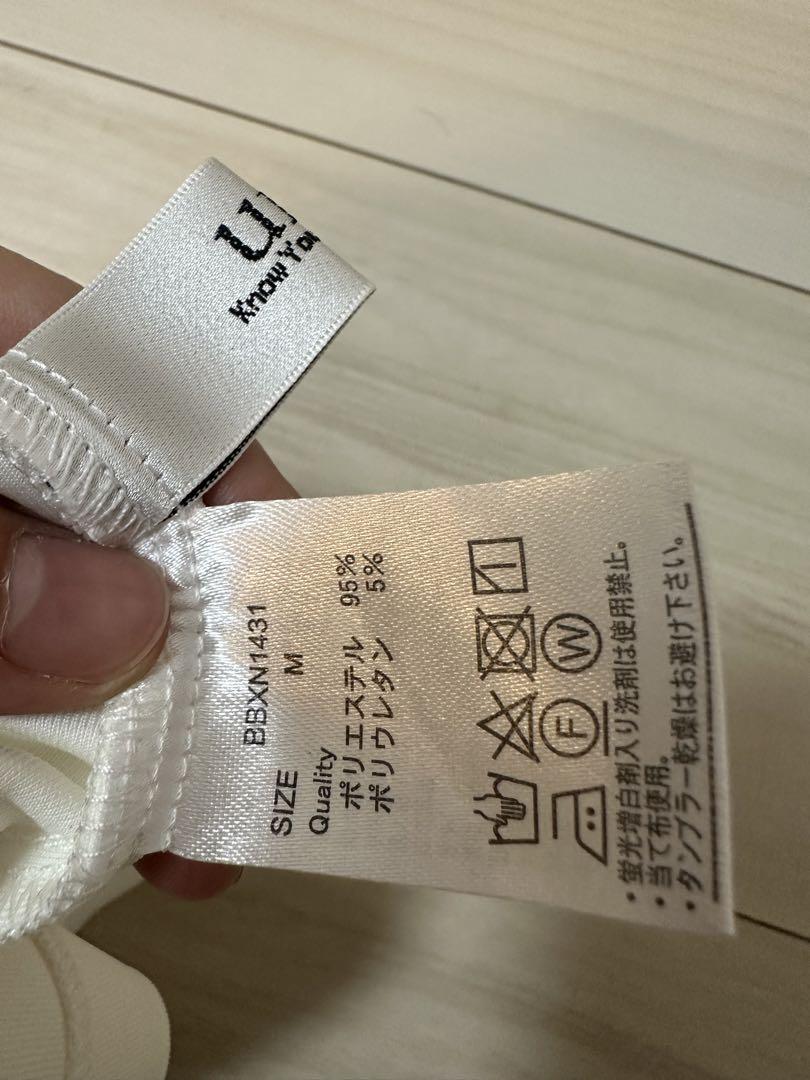 Know
BBXN1431
SIZE M
Quality
ポリエステル 95%
ポリウレタン 5%
F W
・蛍光増白剤入り洗剤は使用禁止。
・当て布使用。
・タンブラー乾燥はお避け下さい。